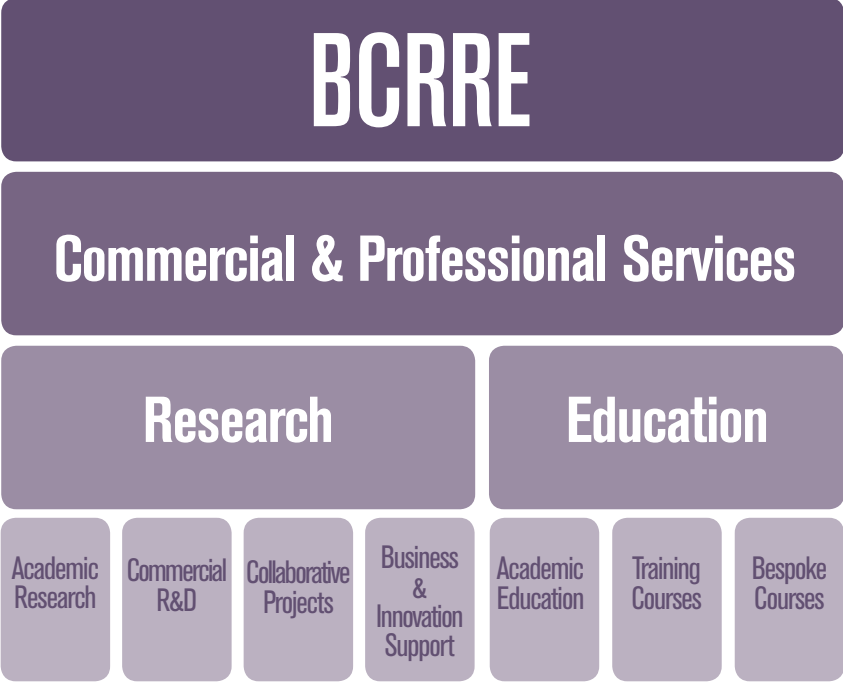 BCRRE
Commercial & Professional Services
Research
Education
Academic
Research
Commercial
R&D
Collaborative
Projects
Business
&
Innovation
Support
Academic
Education
Training
Courses
Bespoke
Courses